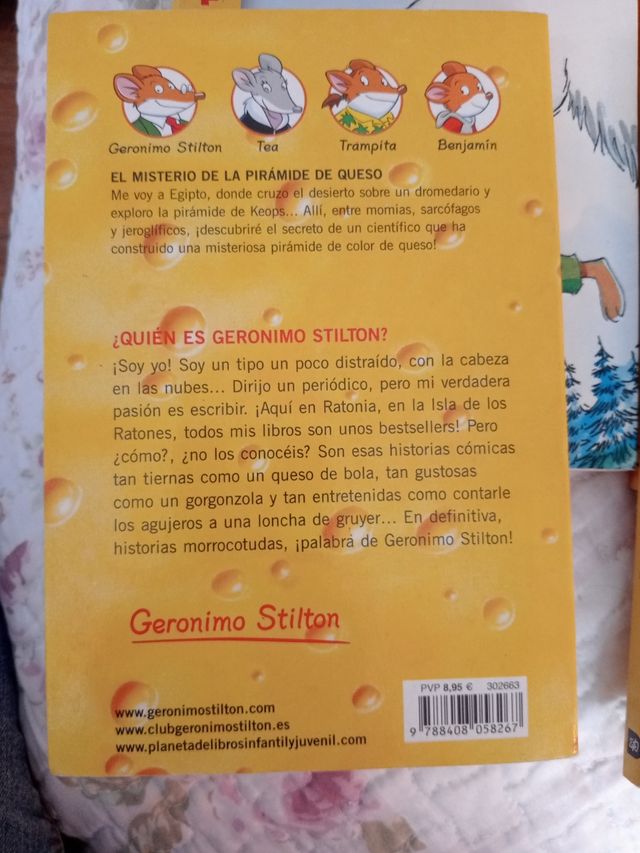 Geronimo Stilton
Tea
Trampita
Benjamín
EL MISTERIO DE LA PIRÁMIDE DE QUESO
Me voy a Egipto, donde cruzo el desierto sobre un dromedario y
exploro la pirámide de Keops... Allí, entre momias, sarcófagos
y jeroglíficos, ¡descubriré el secreto de un científico que ha
construido una misteriosa pirámide de color de queso!
¿QUIÉN ES GERONIMO STILTON?
¡Soy yo! Soy un tipo un poco distraído, con la cabeza
en las nubes... Dirijo un periódico, pero mi verdadera
pasión es escribir. ¡Aquí en Ratonia, en la Isla de los
Ratones, todos mis libros son unos bestsellers! Pero
¿cómo?, ¿no los conocéis? Son esas historias cómicas
tan tiernas como un queso de bola, tan gustosas
como un gorgonzola y tan entretenidas como contarle
los agujeros a una loncha de gruyer... En definitiva,
historias morrocotudas, ¡palabra de Geronimo Stilton!
Geronimo Stilton
www.geronimostilton.com
www.clubgeronimostilton.es
www.planetadelibrosinfantilyjuvenil.com
PVP 8,95 € 302663
9 788408 058267